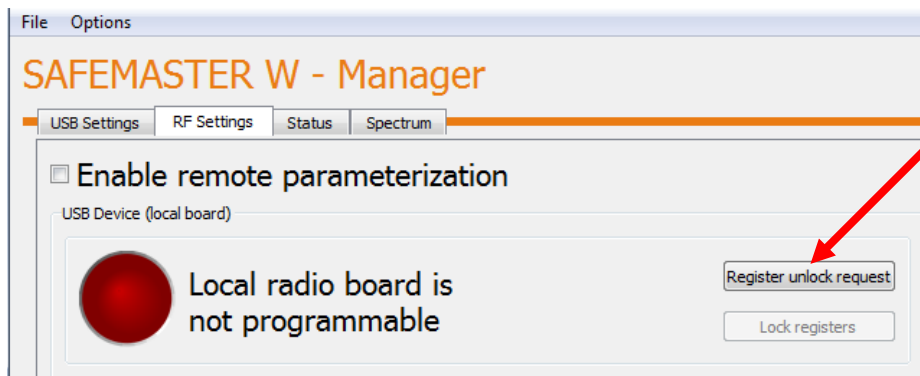 File Options
SAFEMASTER W - Manager
USB Settings RF Settings Status Spectrum
Enable remote parameterization
USB Device (local board)
Local radio board is
not programmable
Register unlock request
Lock registers